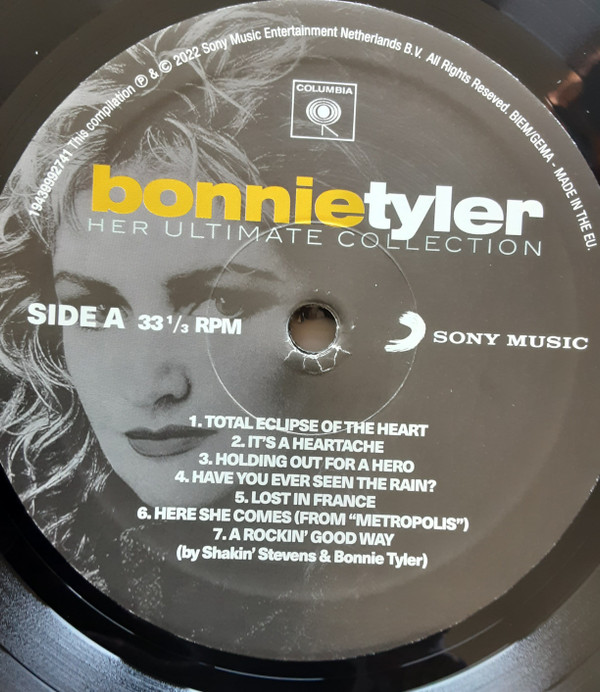 19439992741 This compilation ℗ & © 2022 Sony Music Entertainment Netherlands B.V. All Rights Reseved. BIEM/GEMA - MADE IN THE EU.
COLUMBIA
bonnietyler
HER ULTIMATE COLLECTION
SIDE A 33 1/3 RPM
SONY MUSIC
1. TOTAL ECLIPSE OF THE HEART
2. IT'S A HEARTACHE
3. HOLDING OUT FOR A HERO
4. HAVE YOU EVER SEEN THE RAIN?
5. LOST IN FRANCE
6. HERE SHE COMES (FROM “METROPOLIS”)
7. A ROCKIN' GOOD WAY
(by Shakin' Stevens & Bonnie Tyler)